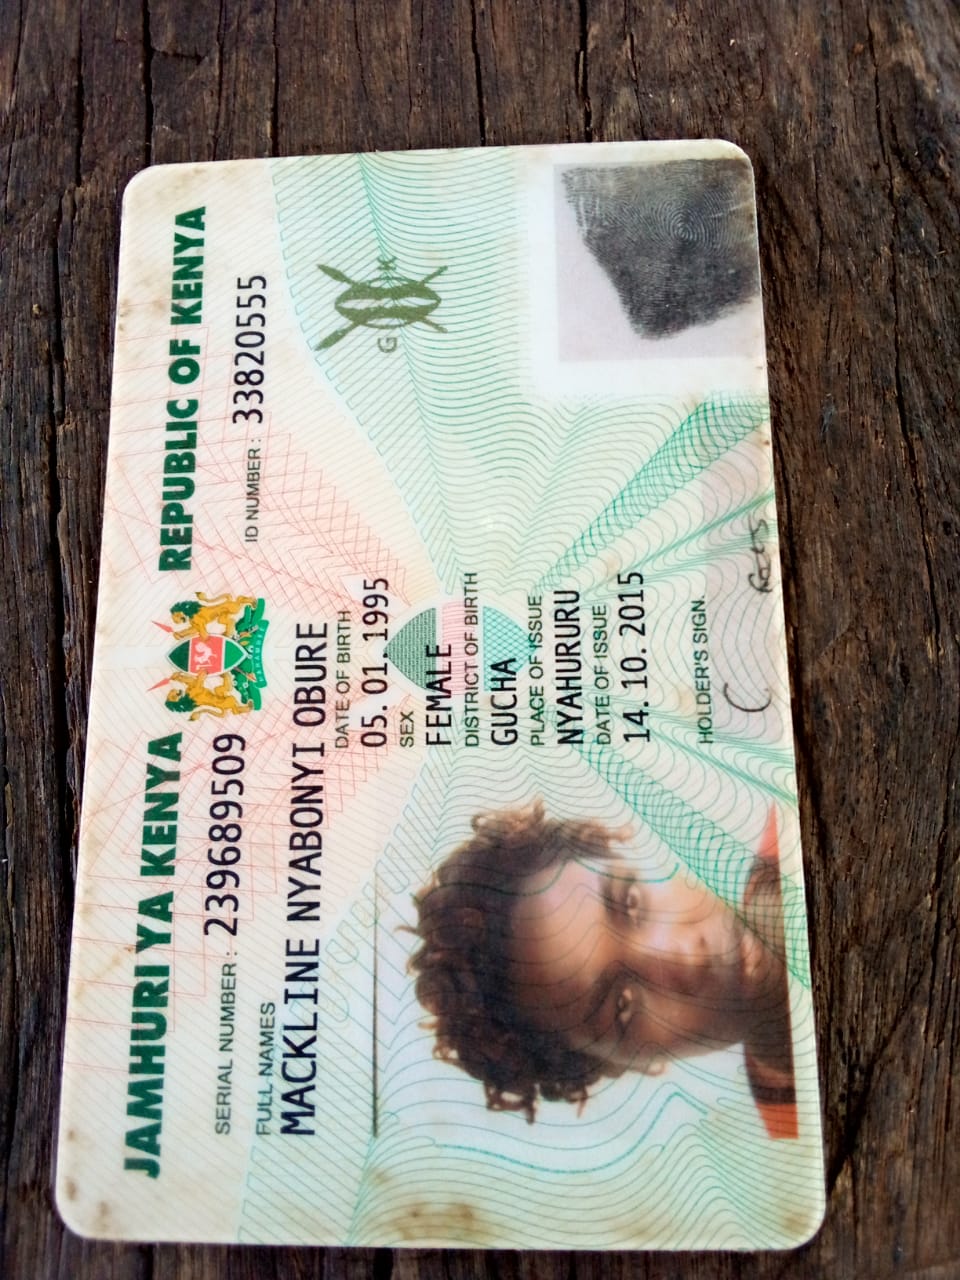 JAMHURI YA KENYA REPUBLIC OF KENYA
SERIAL NUMBER: 239689509 ID NUMBER: 33820555
FULL NAMES
MACKLINE NYABONYI OBURE
DATE OF BIRTH
05.01.1995
SEX
FEMALE
DISTRICT OF BIRTH
GUCHA
PLACE OF ISSUE
NYAHURURU
DATE OF ISSUE
14.10.2015
HOLDER'S SIGN.
G K
HARAMBEE